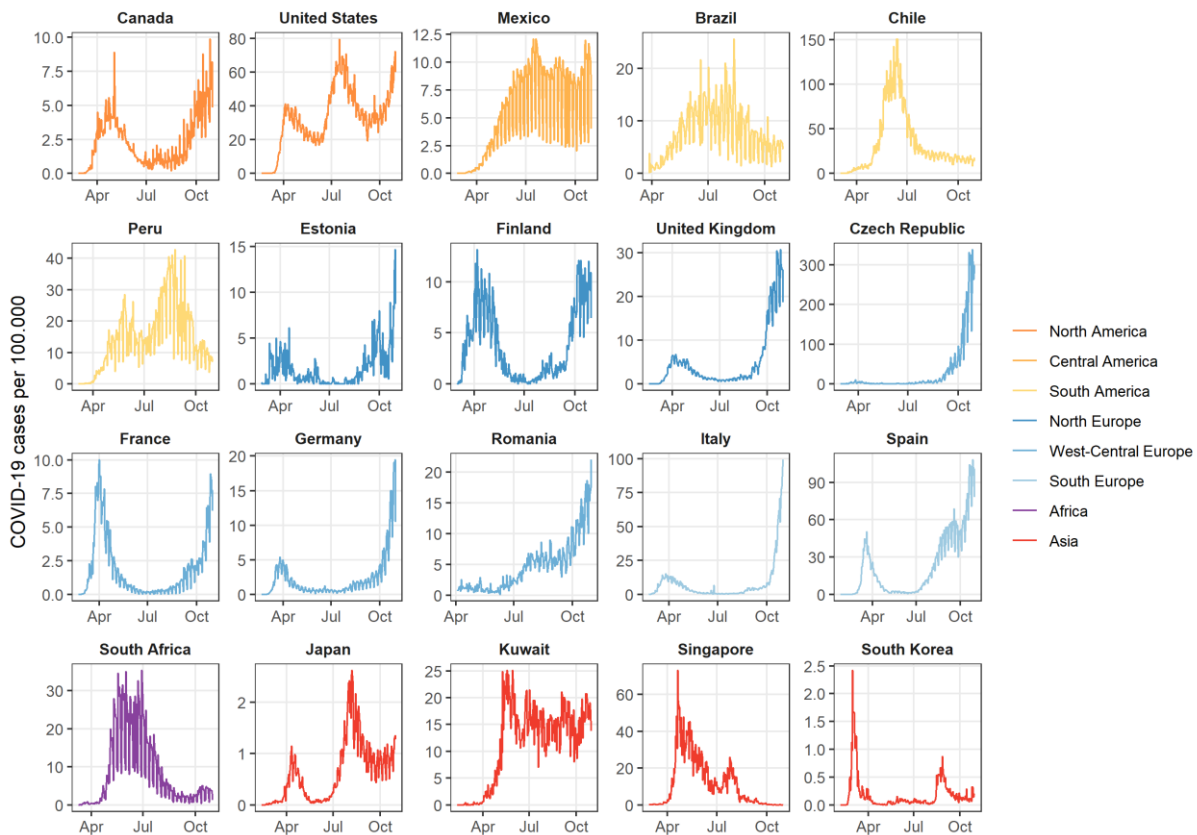 Canada
United States
Mexico
Brazil
Chile
10.0
7.5
5.0
2.5
0.0
Apr Jul Oct
80
60
40
20
0
Apr Jul Oct
12.5
10.0
7.5
5.0
2.5
0.0
Apr Jul Oct
20
10
0
Apr Jul Oct
150
100
50
0
Apr Jul Oct
Peru
Estonia
Finland
United Kingdom
Czech Republic
40
30
20
10
0
Apr Jul Oct
15
10
5
0
Apr Jul Oct
10
5
0
Apr Jul Oct
30
20
10
0
Apr Jul Oct
300
200
100
0
Apr Jul Oct
France
Germany
Romania
Italy
Spain
10.0
7.5
5.0
2.5
0.0
Apr Jul Oct
20
15
10
5
0
Apr Jul Oct
20
15
10
5
0
Apr Jul Oct
100
75
50
25
0
Apr Jul Oct
90
60
30
0
Apr Jul Oct
South Africa
Japan
Kuwait
Singapore
South Korea
30
20
10
0
Apr Jul Oct
2
1
0
Apr Jul Oct
25
20
15
10
5
0
Apr Jul Oct
60
40
20
0
Apr Jul Oct
2.5
2.0
1.5
1.0
0.5
0.0
Apr Jul Oct
COVID-19 cases per 100.000
North America
Central America
South America
North Europe
West-Central Europe
South Europe
Africa
Asia